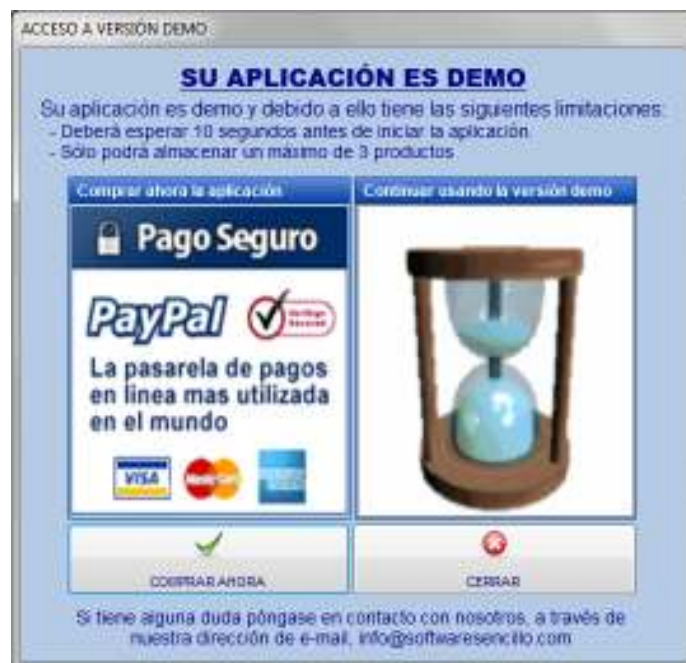 ACCESO A VERSIÓN DEMO
SU APLICACIÓN ES DEMO
Su aplicación es demo y debido a ello tiene las siguientes limitaciones:
- Deberá esperar 10 segundos antes de iniciar la aplicación
- Sólo podrá almacenar un máximo de 3 productos
Comprar ahora la aplicación
Continuar usando la versión demo
Pago Seguro
PayPal
La pasarela de pagos
en linea mas utilizada
en el mundo
VISA
MasterCard
COMPRAR AHORA
CERRAR
Si tiene alguna duda póngase en contacto con nosotros, a través de
nuestra dirección de e-mail, info@softwaresencillo.com